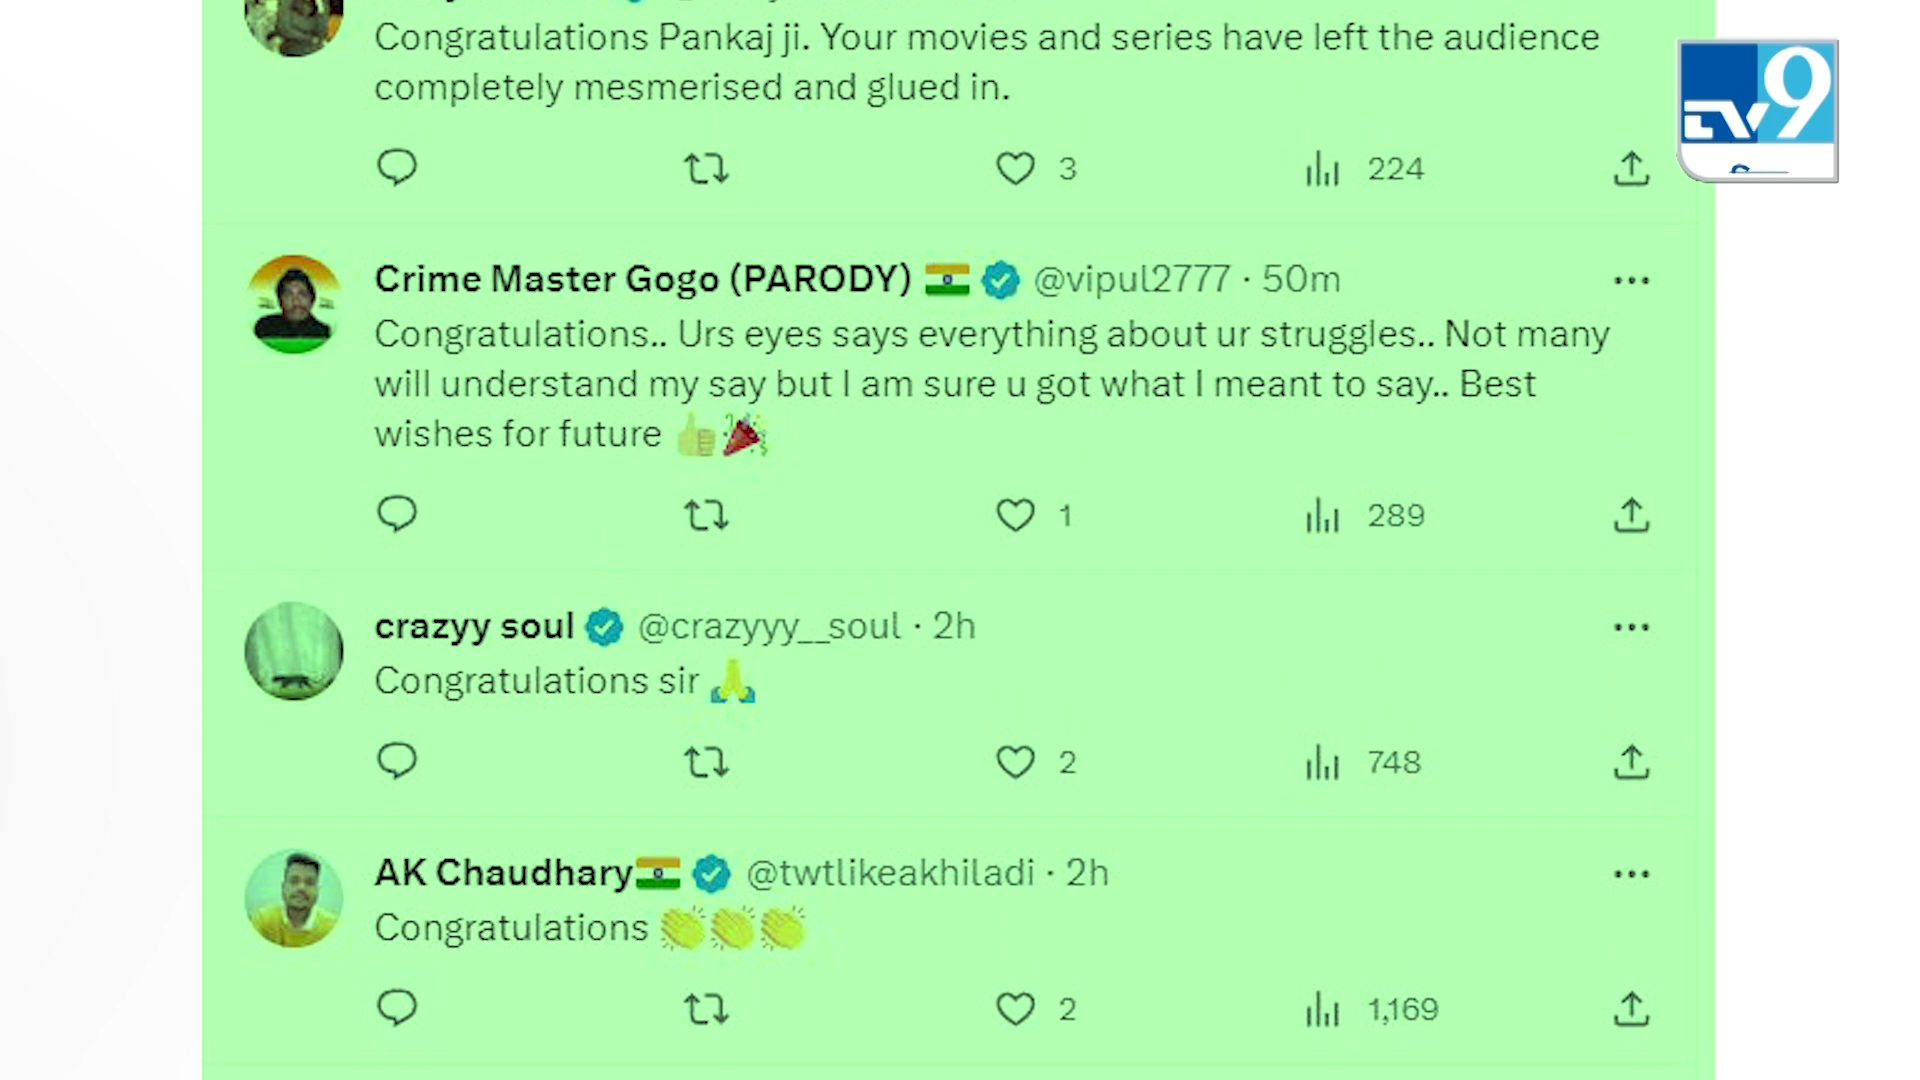 Congratulations Pankaj ji. Your movies and series have left the audience
completely mesmerised and glued in.
3 224
Crime Master Gogo (PARODY) @vipul2777 · 50m
Congratulations.. Urs eyes says everything about ur struggles.. Not many
will understand my say but I am sure u got what I meant to say.. Best
wishes for future
1 289
crazyy soul @crazyyy__soul · 2h
Congratulations sir
2 748
AK Chaudhary @twtlikeakhiladi · 2h
Congratulations
2 1,169
TV9